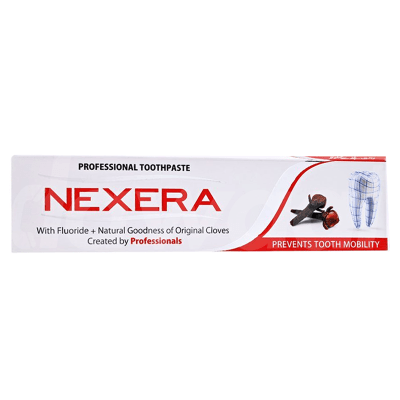 PROFESSIONAL TOOTHPASTE
NEXERA
With Fluoride + Natural Goodness of Original Cloves
Created by Professionals
PREVENTS TOOTH MOBILITY